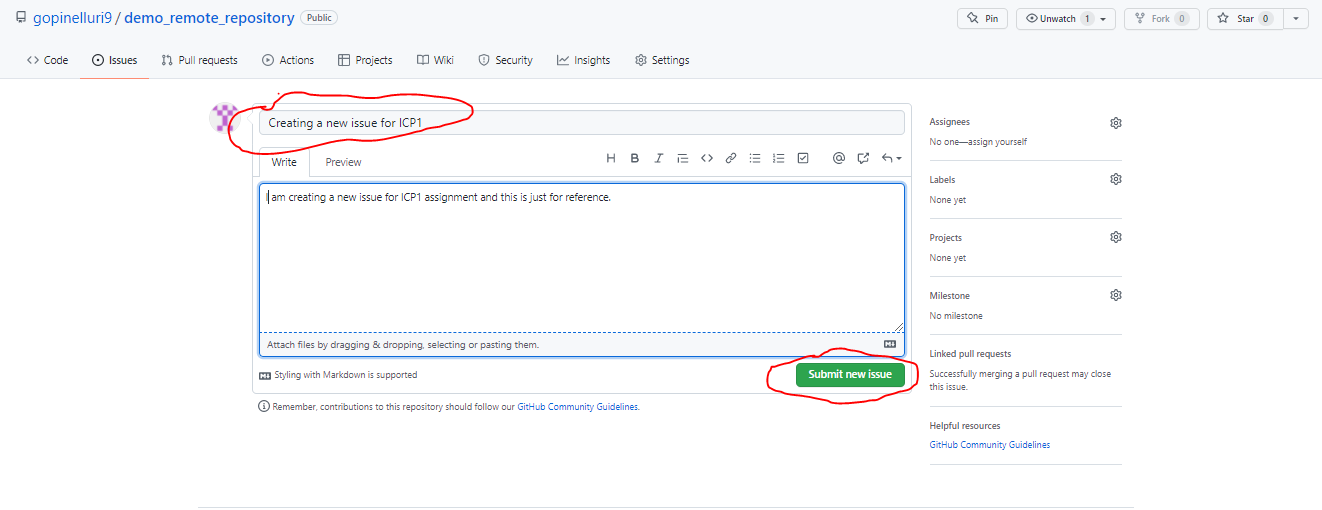 gopinelluri9 / demo_remote_repository Public
Pin Unwatch 1 Fork 0 Star 0
Code Issues Pull requests Actions Projects Wiki Security Insights Settings
Creating a new issue for ICP1
Write Preview
I am creating a new issue for ICP1 assignment and this is just for reference.
Attach files by dragging & dropping, selecting or pasting them.
Styling with Markdown is supported
Submit new issue
Remember, contributions to this repository should follow our GitHub Community Guidelines.
Assignees
No one—assign yourself
Labels
None yet
Projects
None yet
Milestone
No milestone
Linked pull requests
Successfully merging a pull request may close
this issue.
Helpful resources
GitHub Community Guidelines